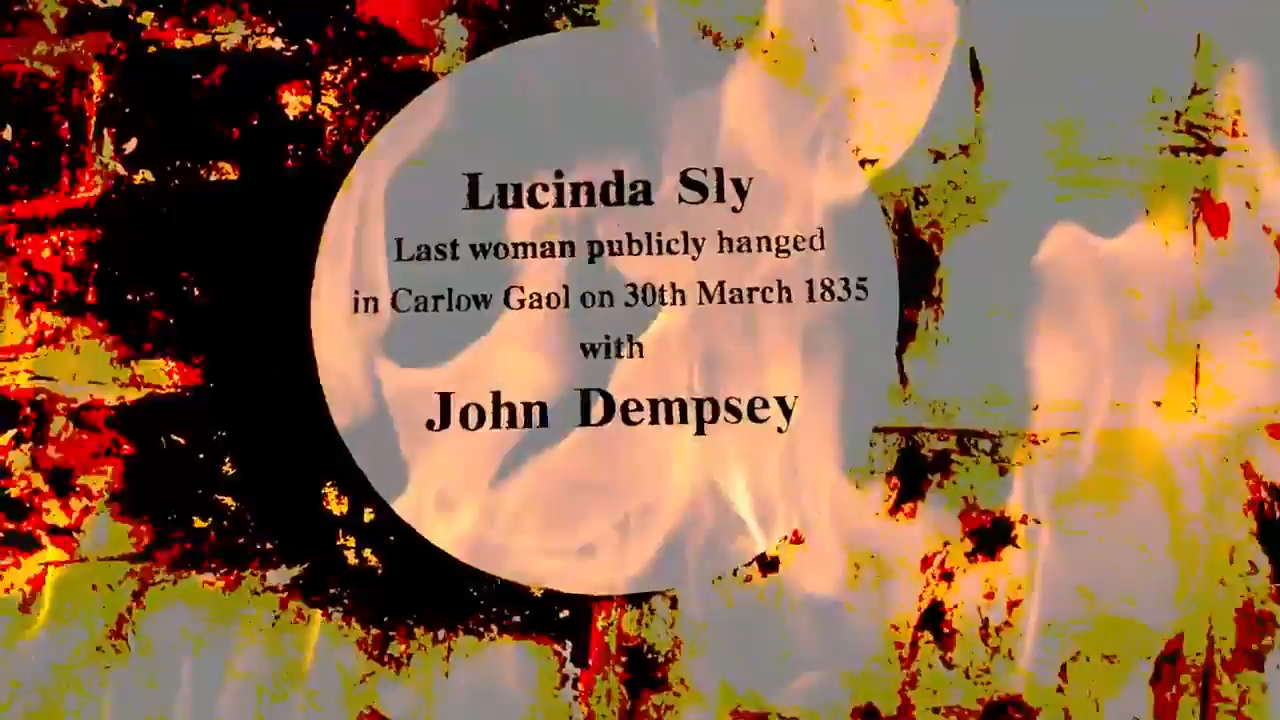 Lucinda Sly
Last woman publicly hanged
in Carlow Gaol on 30th March 1835
with
John Dempsey